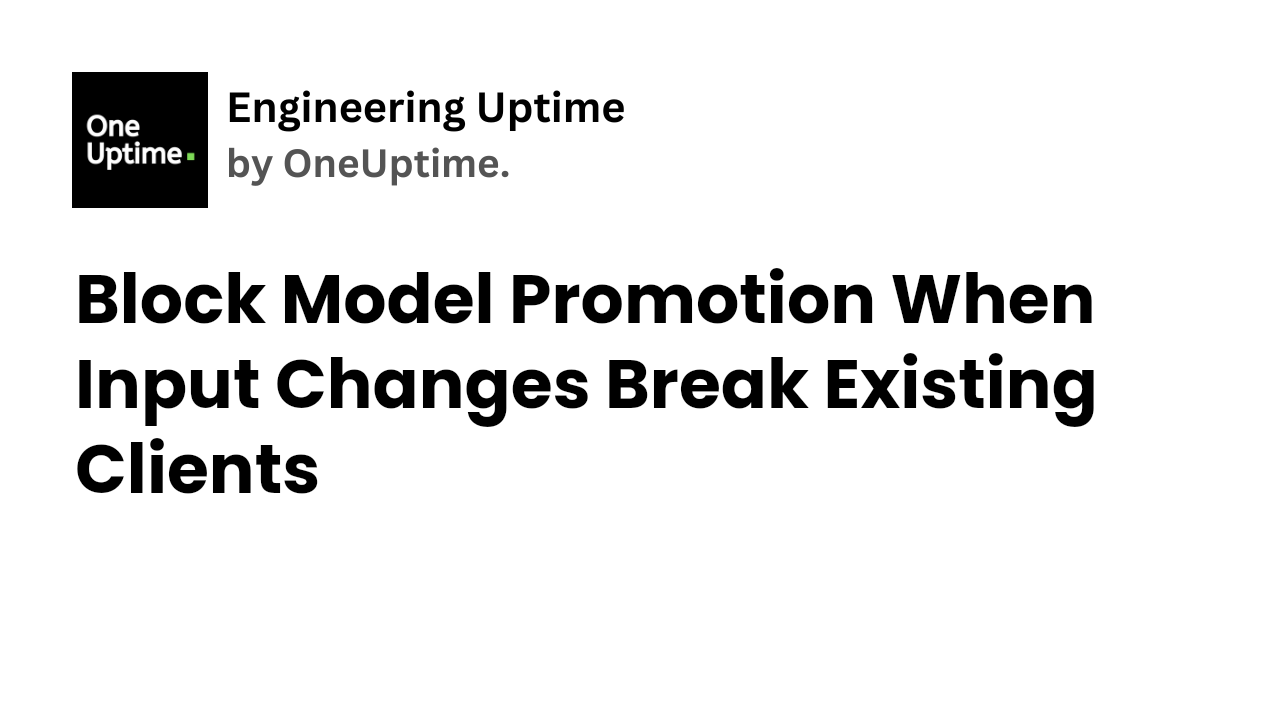 One
Uptime.
Engineering Uptime
by OneUptime.
Block Model Promotion When
Input Changes Break Existing
Clients